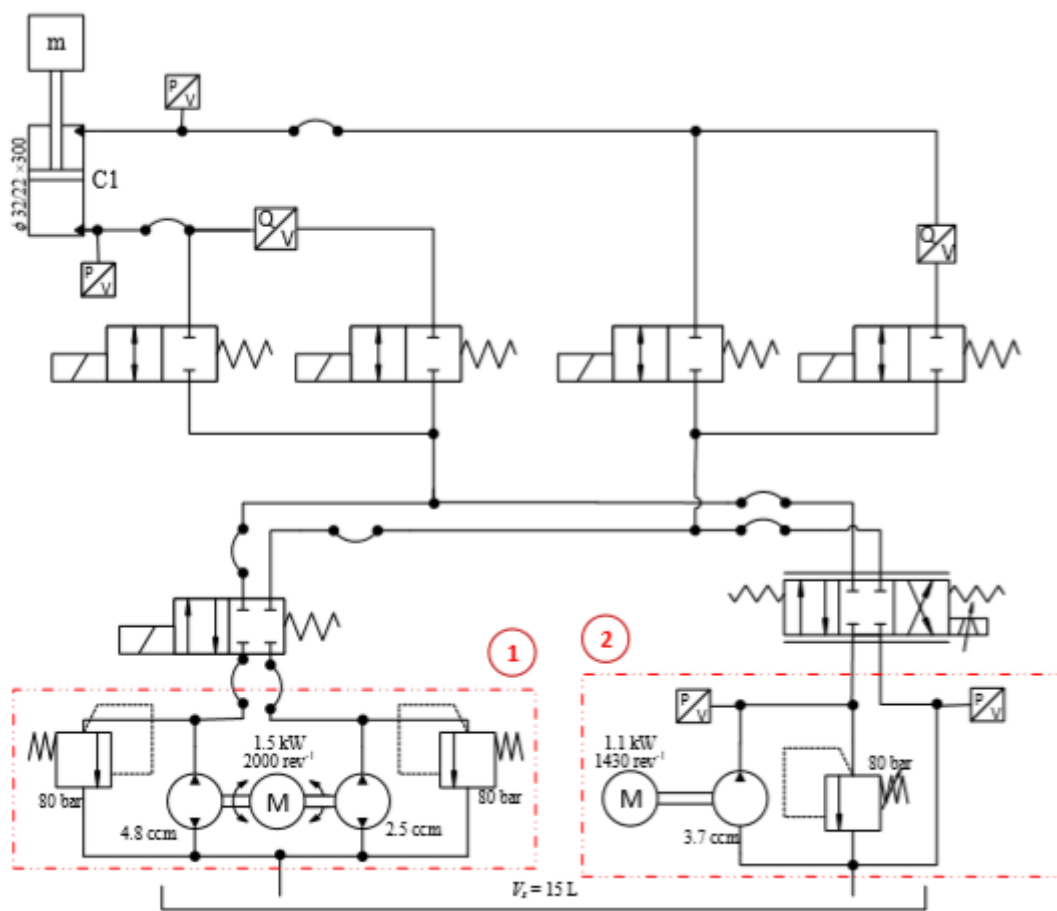 m
P
V
C1
ϕ 32/22 ×300
Q
V
Q
V
P
V
1
2
1.5 kW
2000 rev⁻¹
M
80 bar
80 bar
4.8 ccm
2.5 ccm
P
V
P
V
1.1 kW
1430 rev⁻¹
M
80 bar
3.7 ccm
Vₛ = 15 L